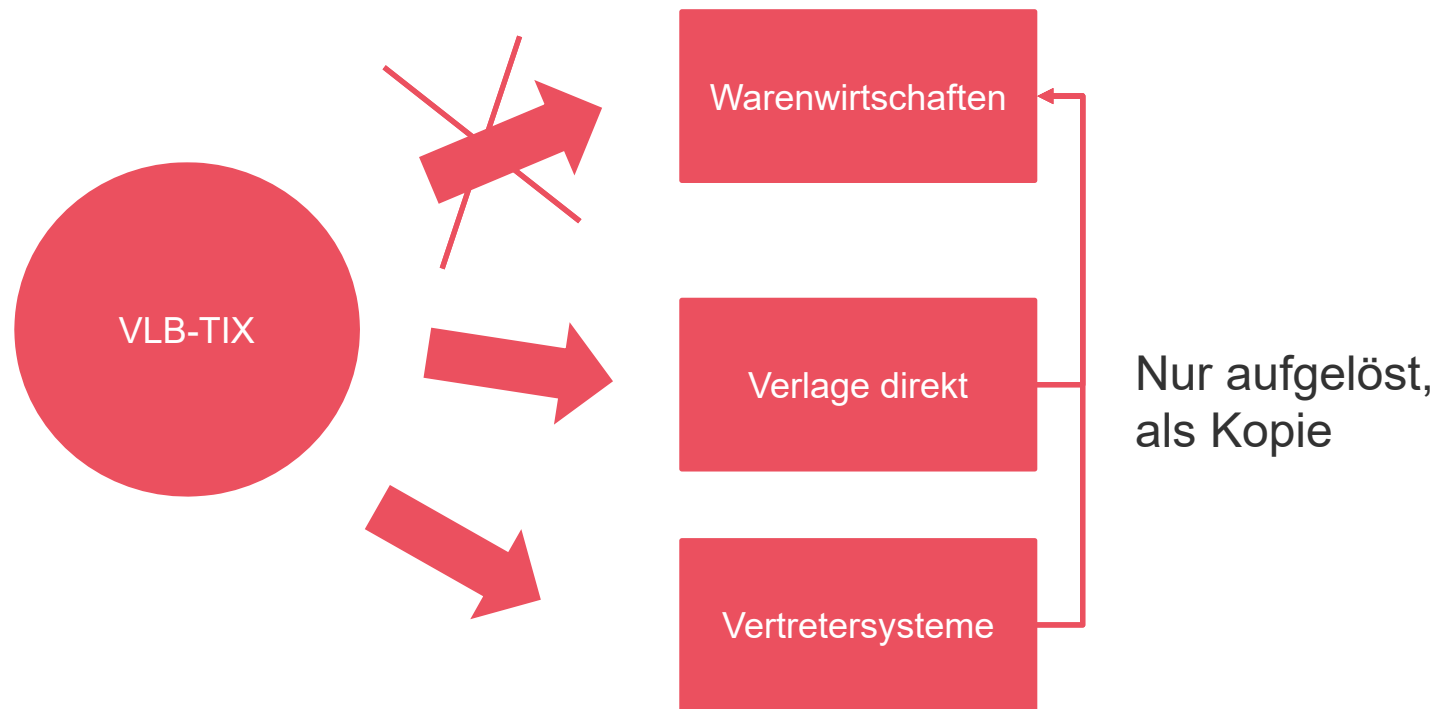 Warenwirtschaften
VLB-TIX
Verlage direkt
Nur aufgelöst,
als Kopie
Vertretersysteme